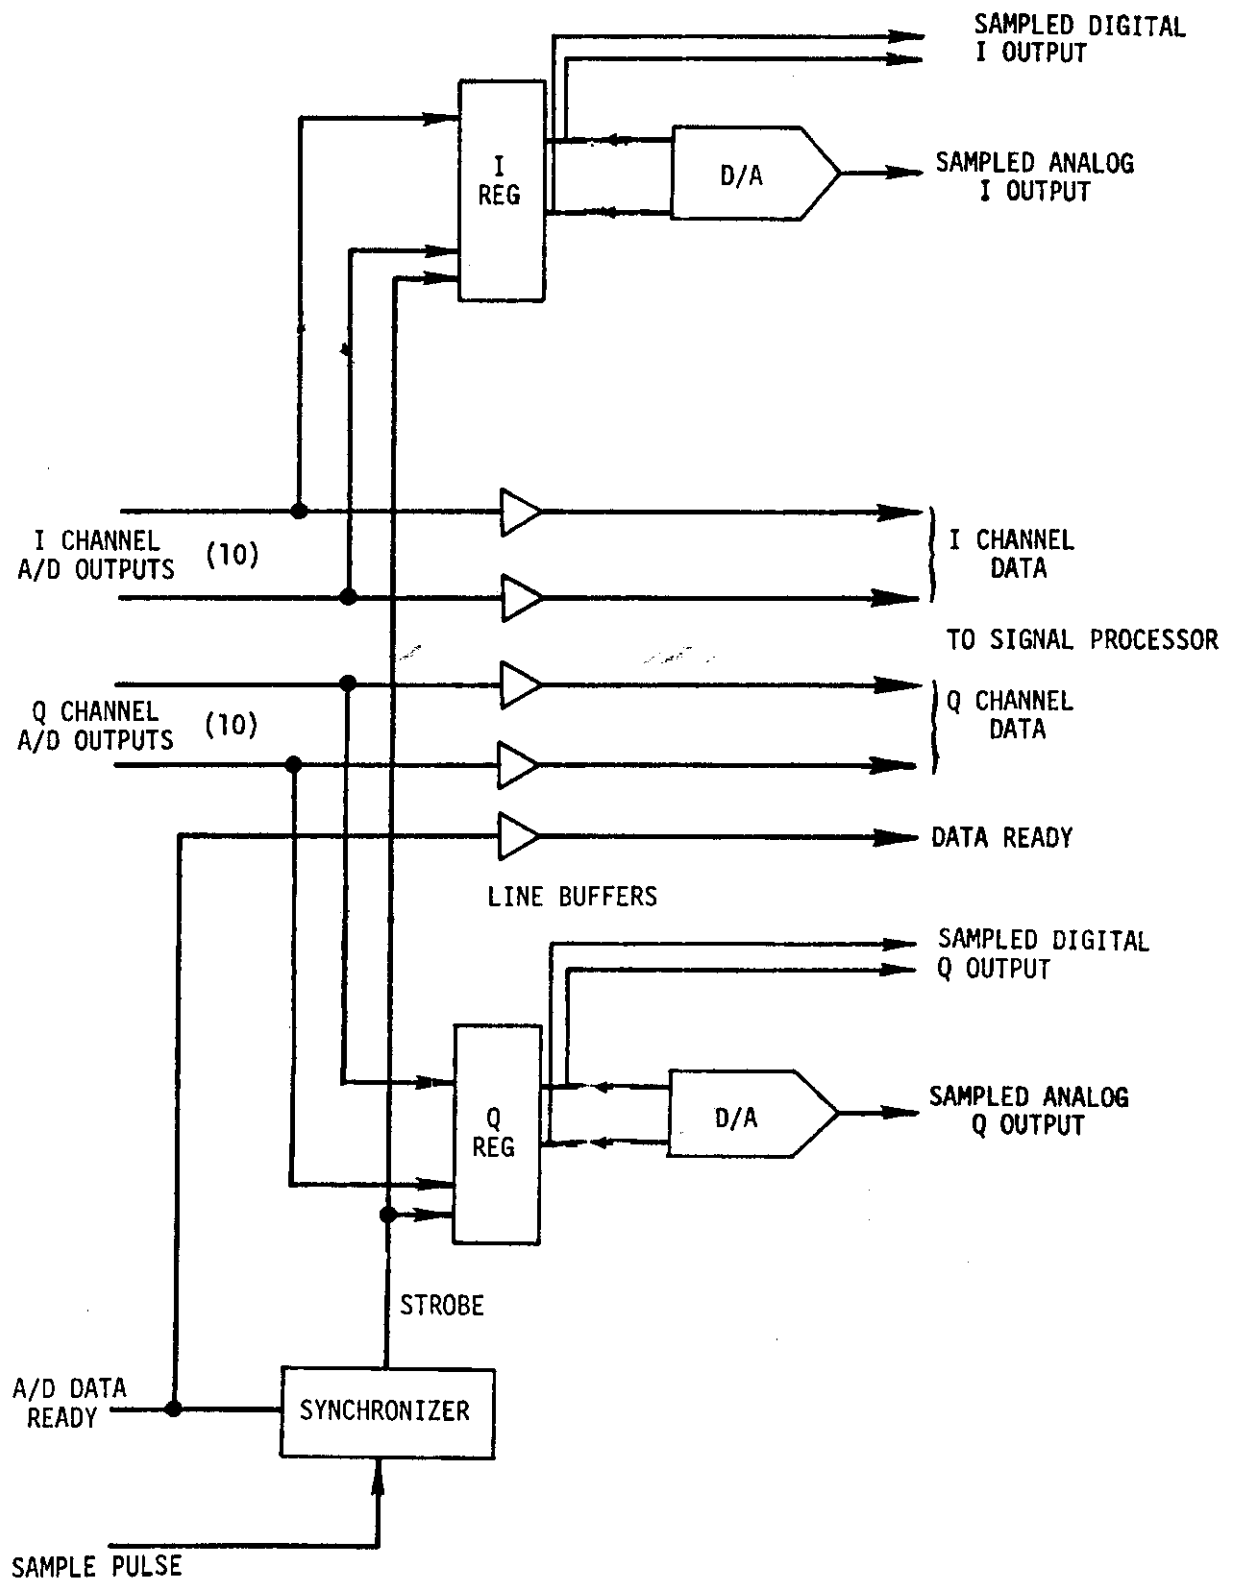 SAMPLED DIGITAL
I OUTPUT
I
REG
D/A
SAMPLED ANALOG
I OUTPUT
I CHANNEL
A/D OUTPUTS (10)
I CHANNEL
DATA
TO SIGNAL PROCESSOR
Q CHANNEL
A/D OUTPUTS (10)
Q CHANNEL
DATA
DATA READY
LINE BUFFERS
SAMPLED DIGITAL
Q OUTPUT
Q
REG
D/A
SAMPLED ANALOG
Q OUTPUT
STROBE
A/D DATA
READY
SYNCHRONIZER
SAMPLE PULSE